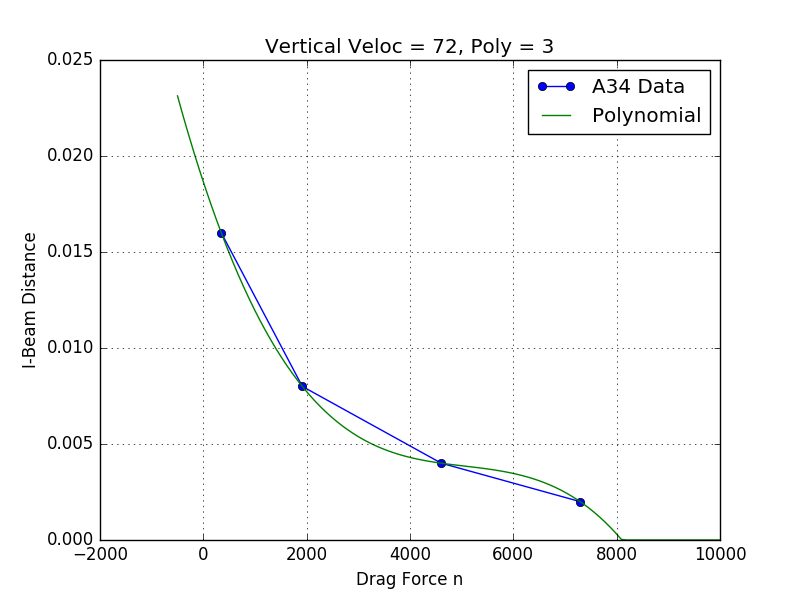 Vertical Veloc = 72, Poly = 3
A34 Data
Polynomial
I-Beam Distance
0.025
0.020
0.015
0.010
0.005
0.000
−2000 0 2000 4000 6000 8000 10000
Drag Force n